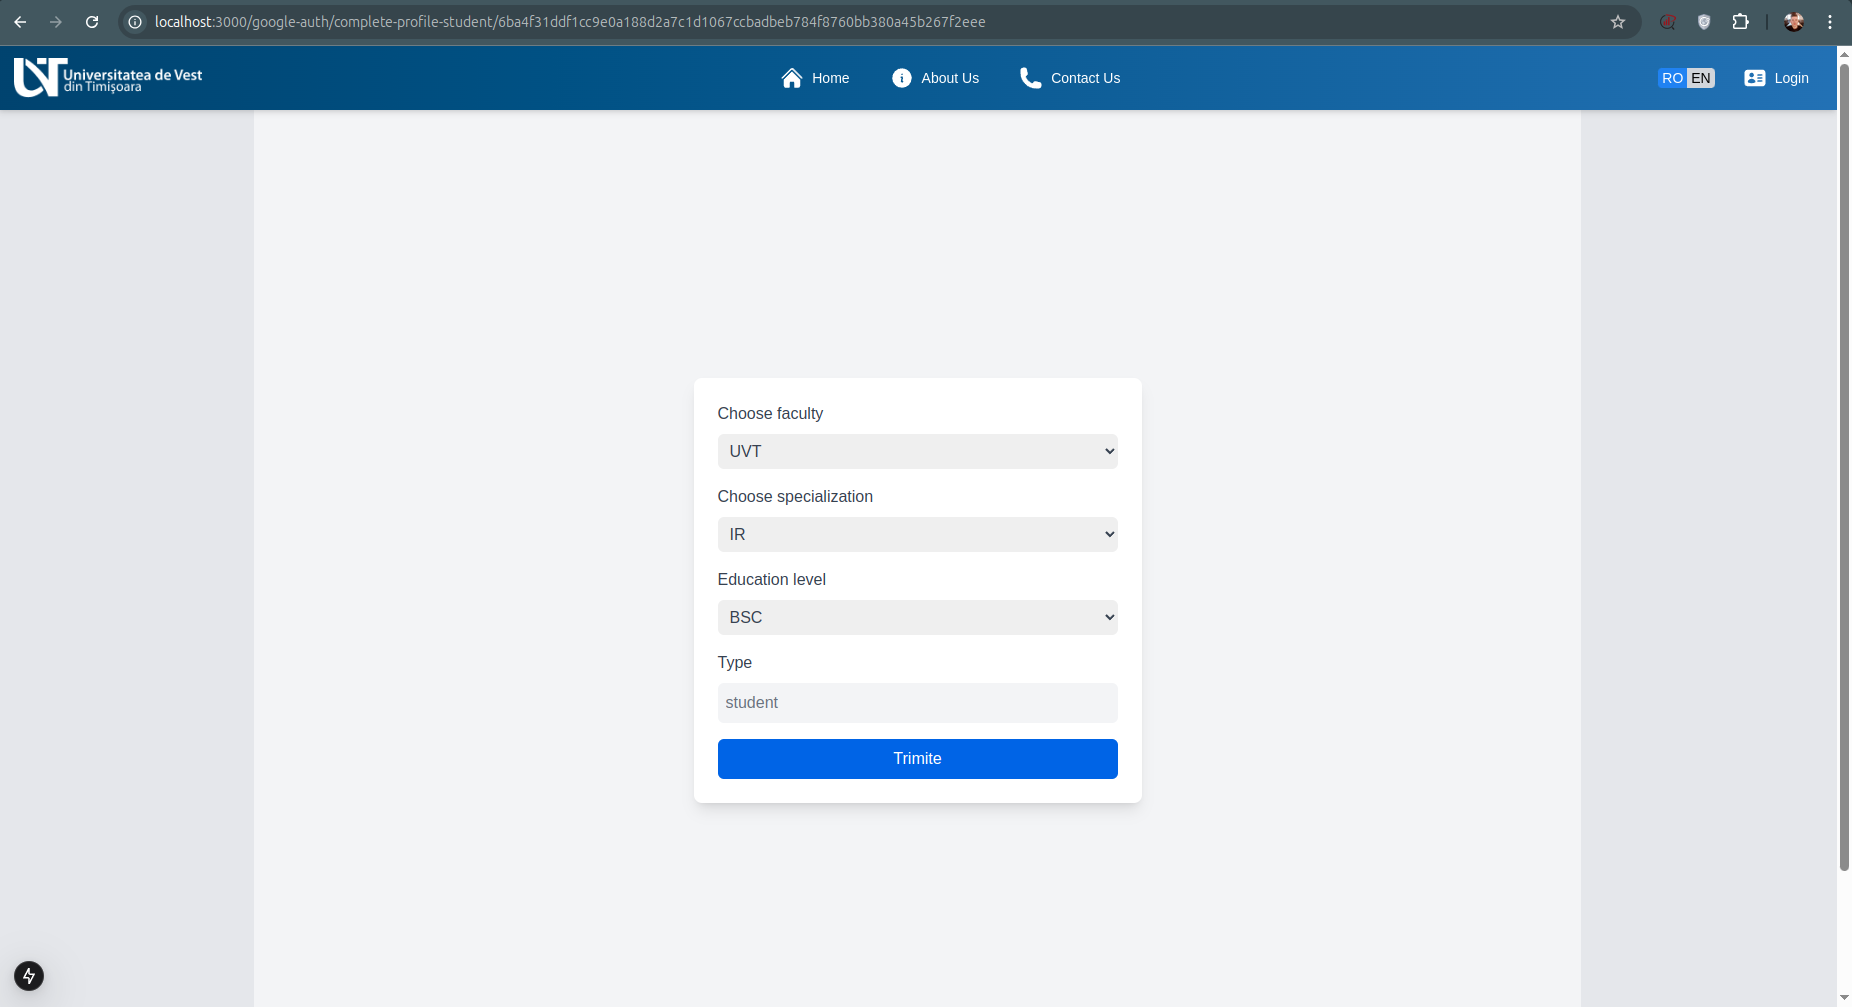 localhost:3000/google-auth/complete-profile-student/6ba4f31ddf1cc9e0a188d2a7c1d1067ccbadbeb784f8760bb380a45b267f2eee
UVT Universitatea de Vest
din Timișoara
Home
About Us
Contact Us
RO EN
Login
Choose faculty
UVT
Choose specialization
IR
Education level
BSC
Type
student
Trimite